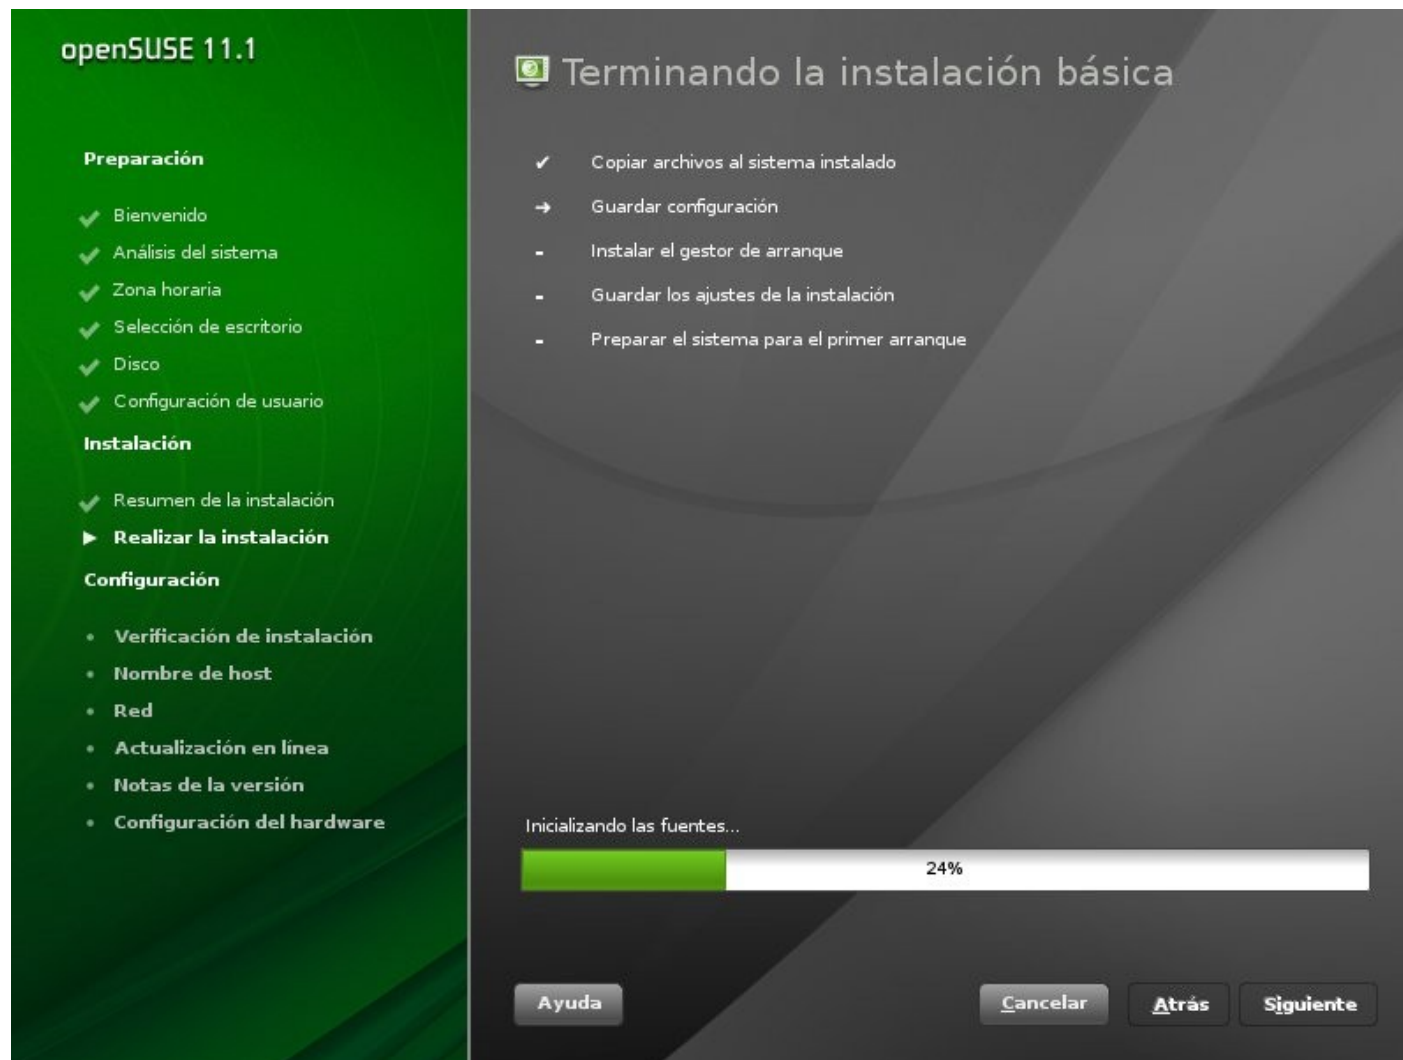 openSUSE 11.1
Preparación
Bienvenido
Análisis del sistema
Zona horaria
Selección de escritorio
Disco
Configuración de usuario
Instalación
Resumen de la instalación
Realizar la instalación
Configuración
Verificación de instalación
Nombre de host
Red
Actualización en línea
Notas de la versión
Configuración del hardware
Terminando la instalación básica
Copiar archivos al sistema instalado
Guardar configuración
Instalar el gestor de arranque
Guardar los ajustes de la instalación
Preparar el sistema para el primer arranque
Inicializando las fuentes...
24%
Ayuda
Cancelar
Atrás
Siguiente